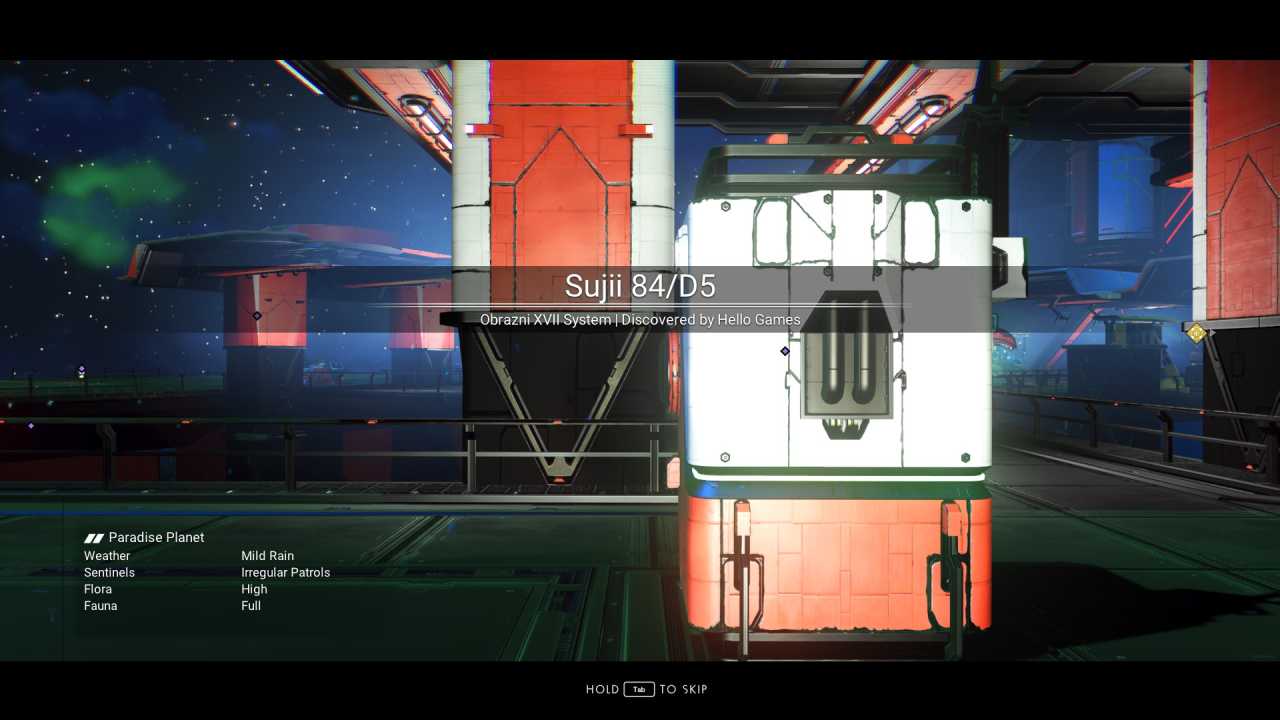 Sujii 84/D5
Obrazni XVII System | Discovered by Hello Games
Paradise Planet
Weather Mild Rain
Sentinels Irregular Patrols
Flora High
Fauna Full
HOLD Tab TO SKIP